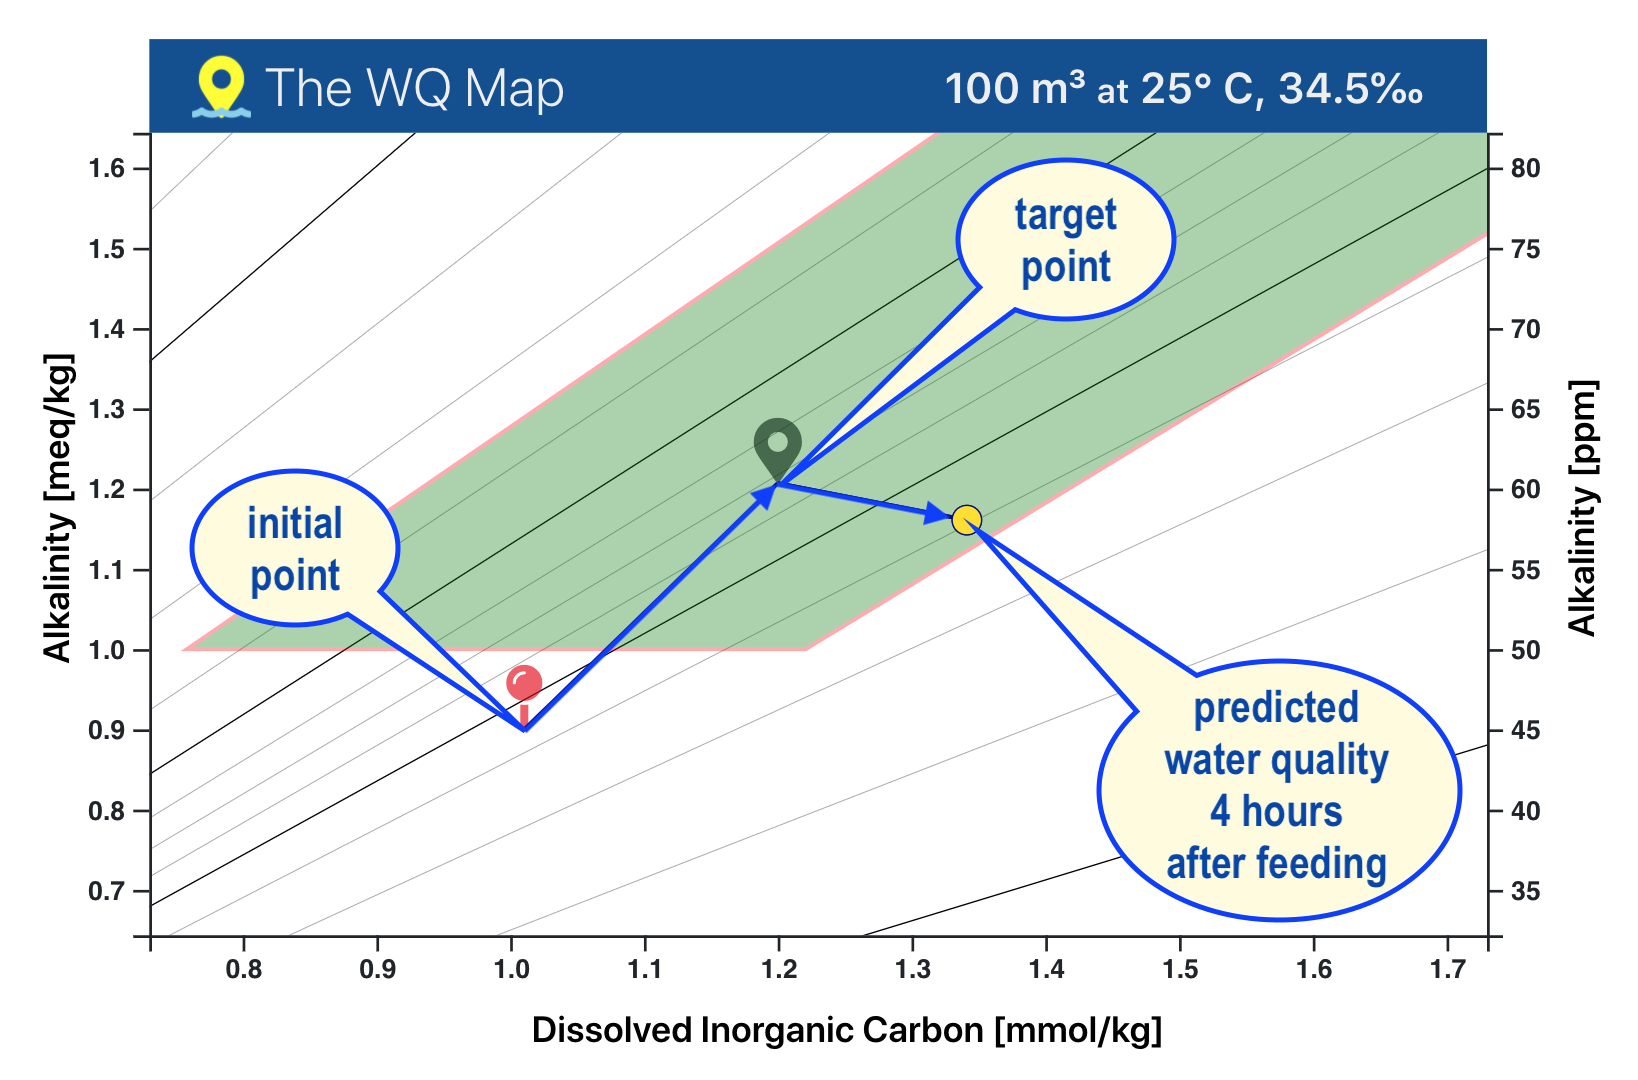 The WQ Map
100 m³ at 25° C, 34.5‰
target
point
initial
point
predicted
water quality
4 hours
after feeding
Alkalinity [meq/kg]
1.6
1.5
1.4
1.3
1.2
1.1
1.0
0.9
0.8
0.7
Alkalinity [ppm]
80
75
70
65
60
55
50
45
40
35
0.8 0.9 1.0 1.1 1.2 1.3 1.4 1.5 1.6 1.7
Dissolved Inorganic Carbon [mmol/kg]